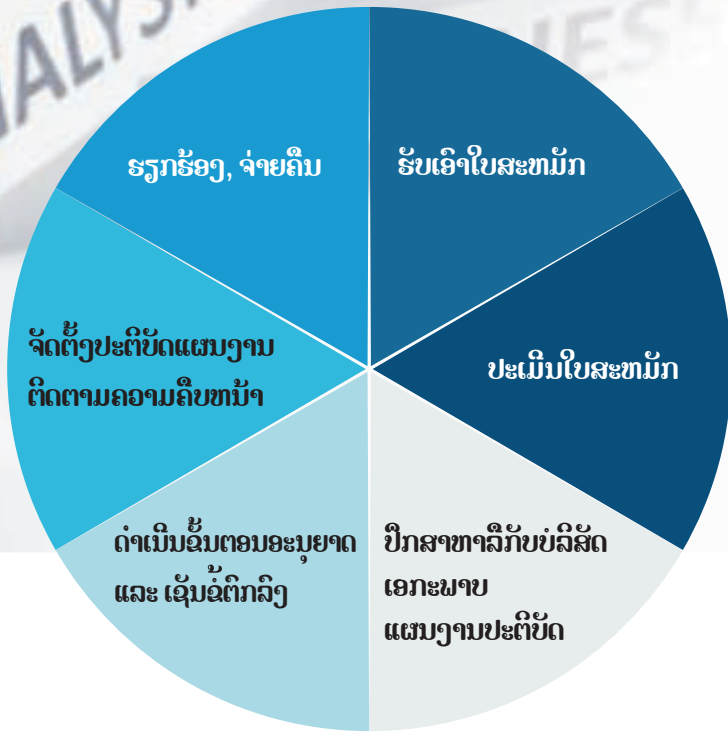 ALYSI
ຮຽກຮ້ອງ, ຈ່າຍຄືນ
ຮັບເອົາໃບສະຫມັກ
ຈັດຕັ້ງປະຕິບັດແຜນງານ
ຕິດຕາມຄວາມຄືບຫນ້າ
ປະເມີນໃບສະຫມັກ
ດຳເນີນຂັ້ນຕອນອະນຸຍາດ
ແລະ ເຊັນຂໍ້ຕົກລົງ
ປຶກສາຫາລືກັບບໍລິສັດ
ເອກະພາບ
ແຜນງານປະຕິບັດ